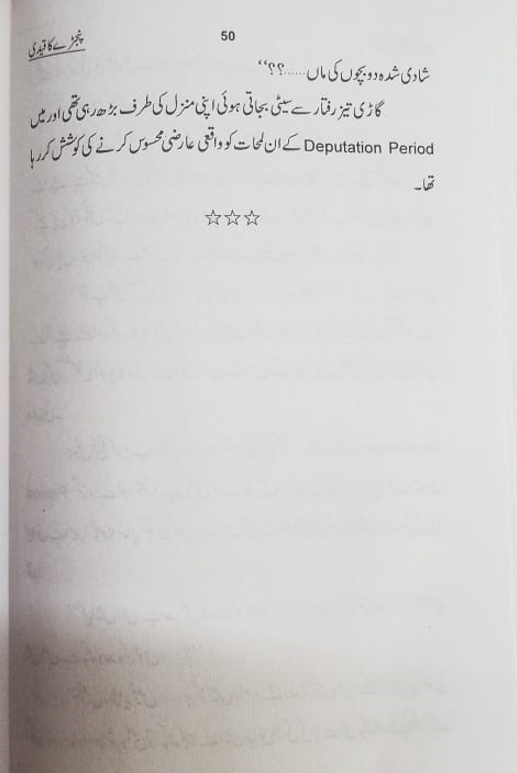 پنجڑے کا قیدی
50
شادی شدہ دو بچوں کی ماں......؟؟‘‘
گاڑی تیز رفتار سے سیٹی بجاتی ہوئی اپنی منزل کی طرف بڑھ رہی تھی اور میں
Deputation Period کے ان لمحات کو واقعی عارضی محسوس کرنے کی کوشش کر رہا
تھا۔
☆☆☆